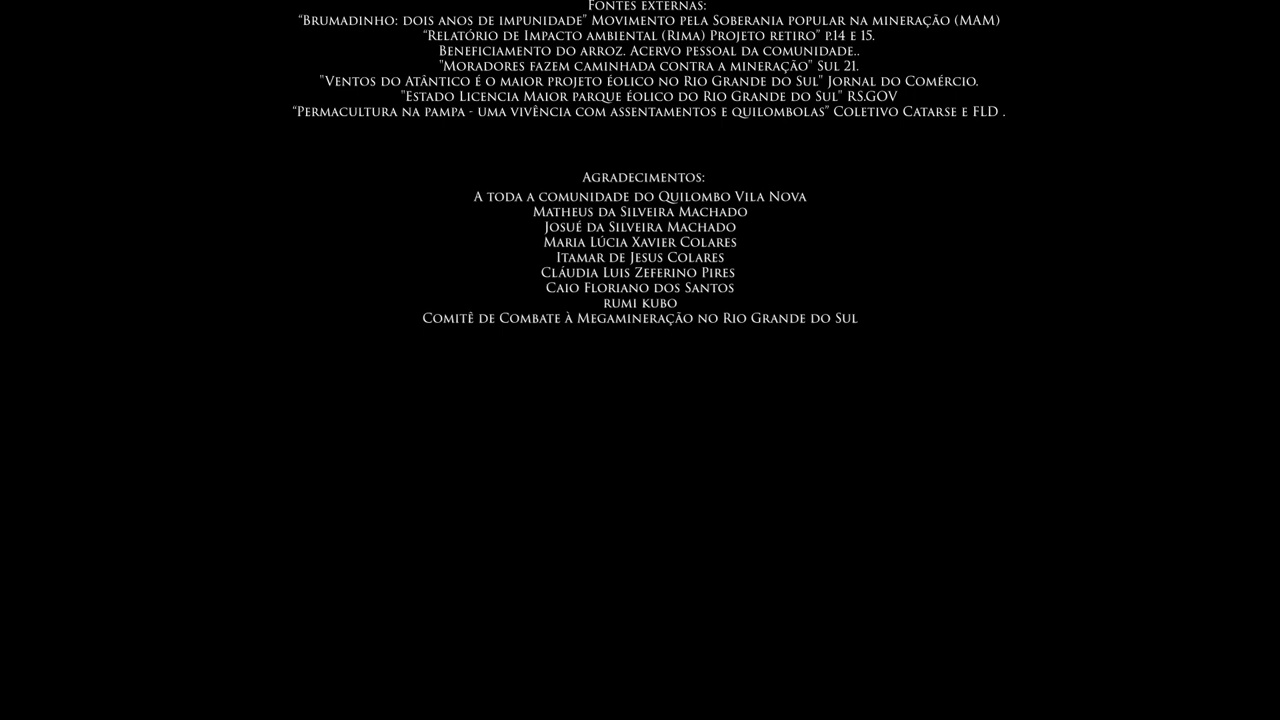 Fontes externas:
“Brumadinho: dois anos de impunidade” Movimento pela Soberania popular na mineração (MAM)
“Relatório de Impacto ambiental (Rima) Projeto retiro” p.14 e 15.
Beneficiamento do arroz. Acervo pessoal da comunidade..
"Moradores fazem caminhada contra a mineração" Sul 21.
"Ventos do Atântico é o maior projeto éolico no Rio Grande do Sul" Jornal do Comércio.
"Estado Licencia Maior parque éolico do Rio Grande do Sul" RS.GOV
“Permacultura na pampa - uma vivência com assentamentos e quilombolas” Coletivo Catarse e FLD .
Agradecimentos:
A toda a comunidade do Quilombo Vila Nova
Matheus da Silveira Machado
Josué da Silveira Machado
Maria Lúcia Xavier Colares
Itamar de Jesus Colares
Cláudia Luis Zeferino Pires
Caio Floriano dos Santos
rumi kubo
Comitê de Combate à Megamineração no Rio Grande do Sul